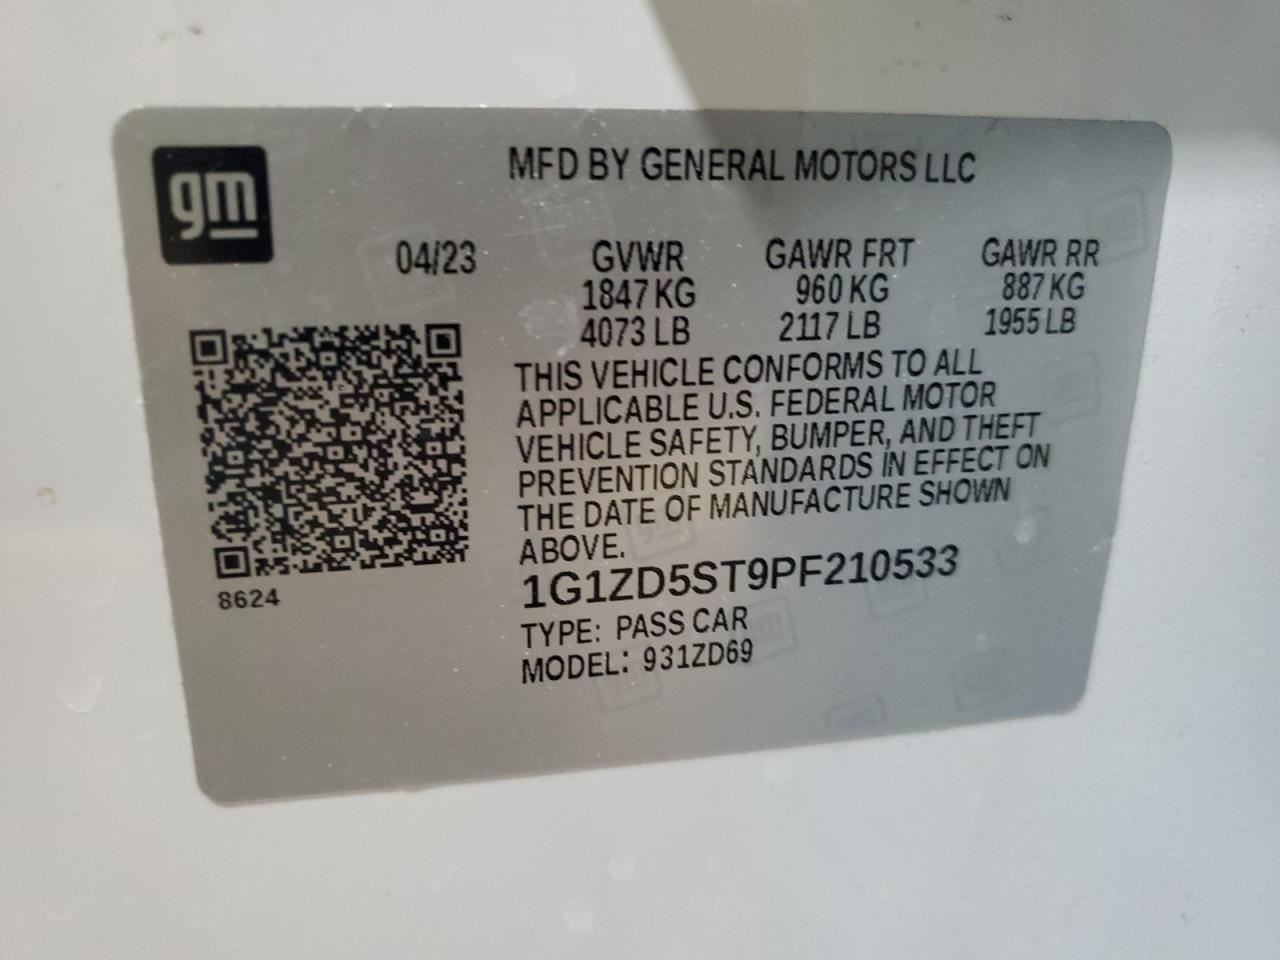 gm
MFD BY GENERAL MOTORS LLC
04/23 GVWR GAWR FRT GAWR RR
1847 KG 960 KG 887 KG
4073 LB 2117 LB 1955 LB
THIS VEHICLE CONFORMS TO ALL
APPLICABLE U.S. FEDERAL MOTOR
VEHICLE SAFETY, BUMPER, AND THEFT
PREVENTION STANDARDS IN EFFECT ON
THE DATE OF MANUFACTURE SHOWN
ABOVE.
1G1ZD5ST9PF210533
TYPE: PASS CAR
MODEL: 931ZD69
8624